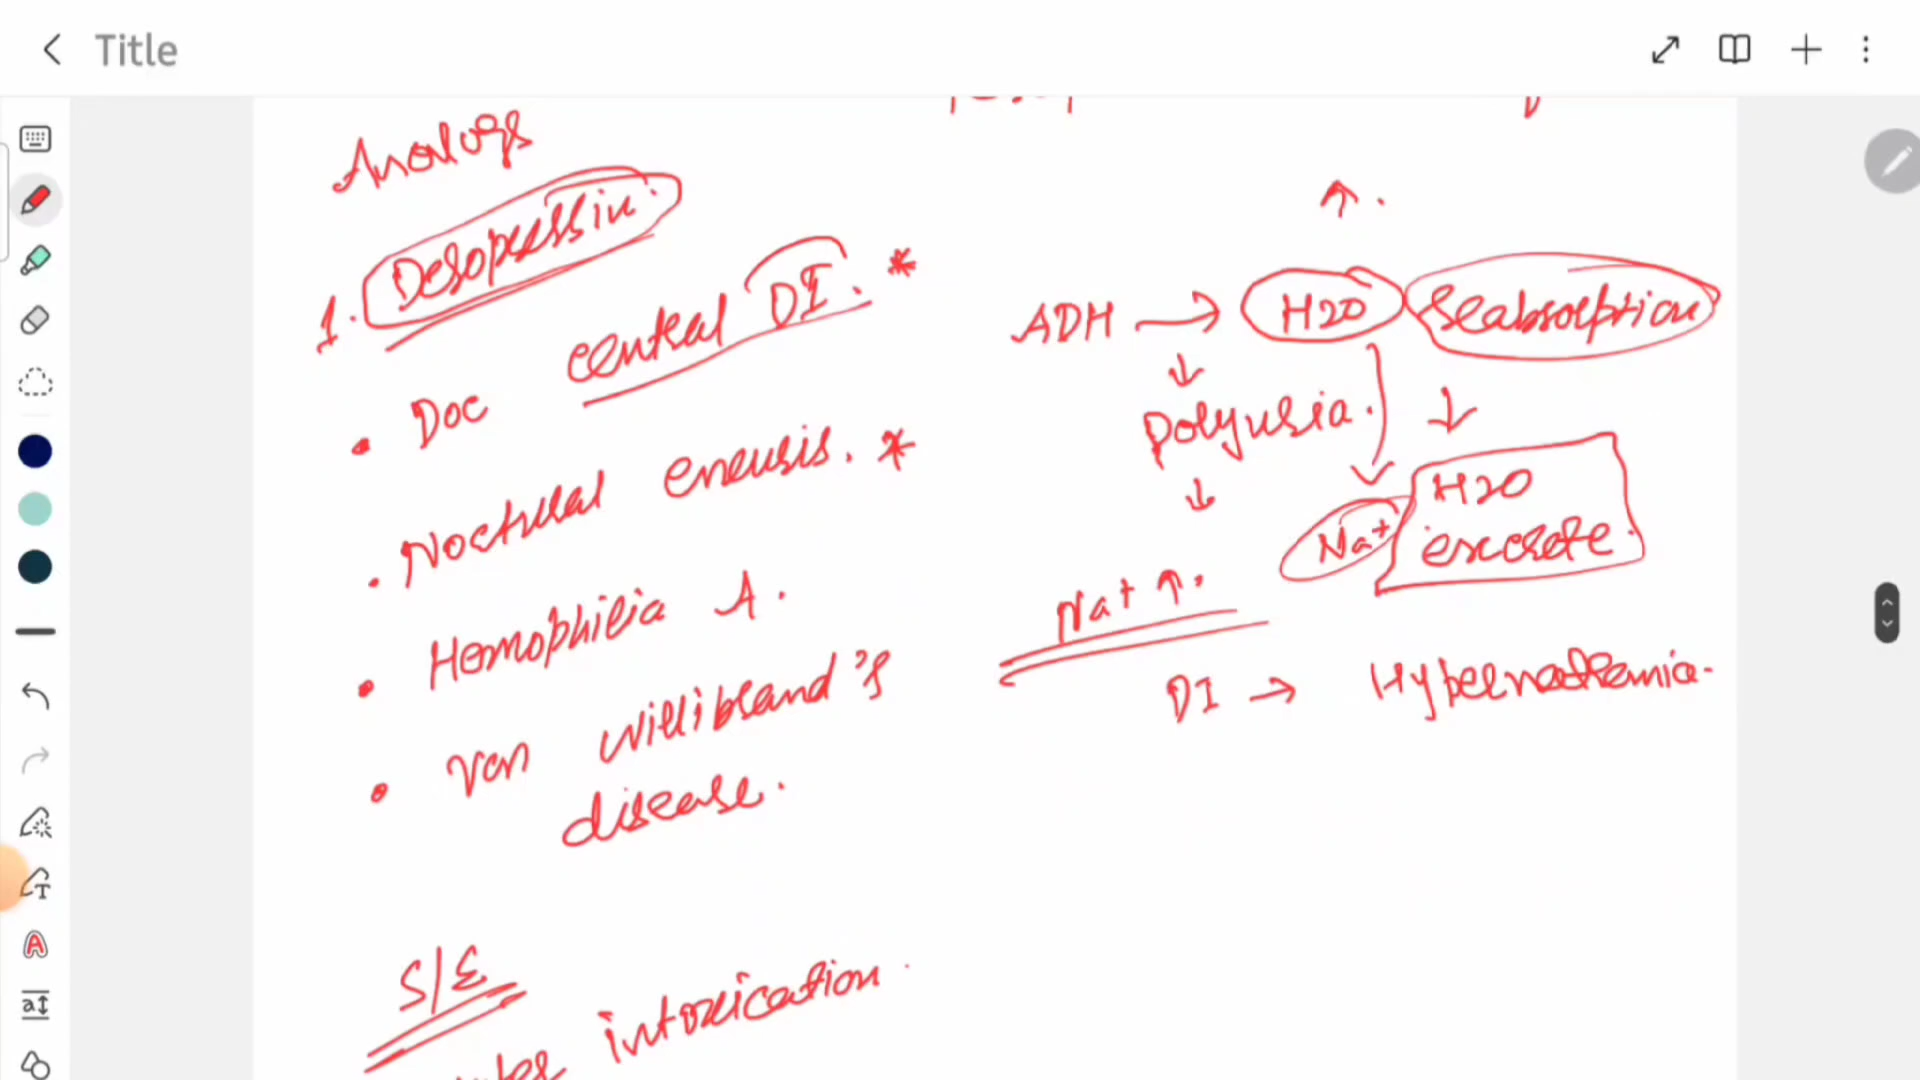 Title
Analogs
1. Desopressin.
• Doc central DI. *
• Nocturnal eneusis. *
• Hemophilia A.
• Von willibrand's
disease.
S/E
intoxication
↑.
ADH → H2O Reabsorption
↓
Polyuria. ↓
↓ Na+ H2O
excrete.
Na+ ↑.
DI → Hypernatremia.